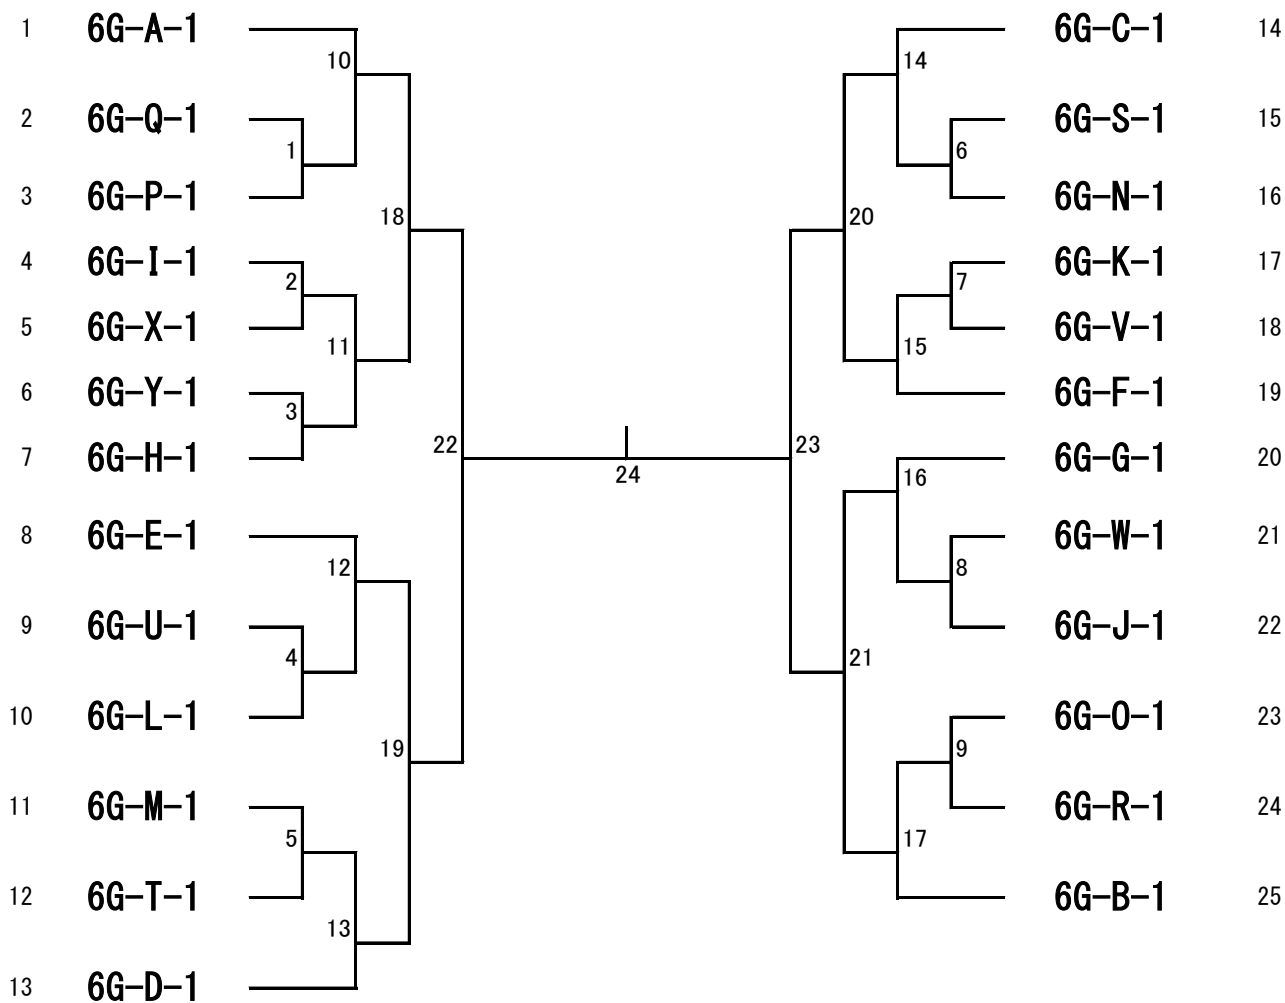 1 6G-A-1 6G-C-1 14
10 14
2 6G-Q-1 6G-S-1 15
1 6
3 6G-P-1 6G-N-1 16
18 20
4 6G-I-1 6G-K-1 17
2 7
5 6G-X-1 6G-V-1 18
11 15
6 6G-Y-1 6G-F-1 19
3
7 6G-H-1 22 23 6G-G-1 20
24 16
8 6G-E-1 6G-W-1 21
12 8
9 6G-U-1 6G-J-1 22
4 21
10 6G-L-1 6G-O-1 23
19 9
11 6G-M-1 6G-R-1 24
5 17
12 6G-T-1 6G-B-1 25
13
13 6G-D-1